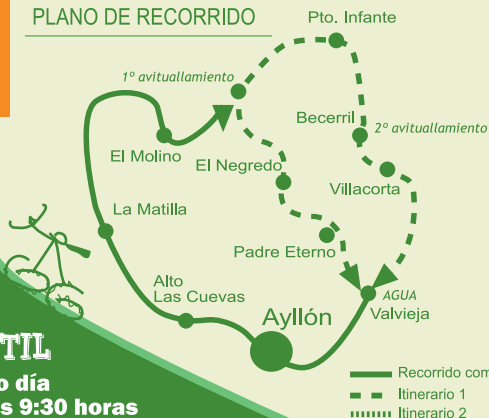 PLANO DE RECORRIDO
Pto. Infante
1º avituallamiento
Becerril
2º avituallamiento
El Molino
El Negredo
Villacorta
La Matilla
Padre Eterno
Alto
Las Cuevas
AGUA
Valvieja
Ayllón
Recorrido com
Itinerario 1
Itinerario 2
TIL
o día
s 9:30 horas